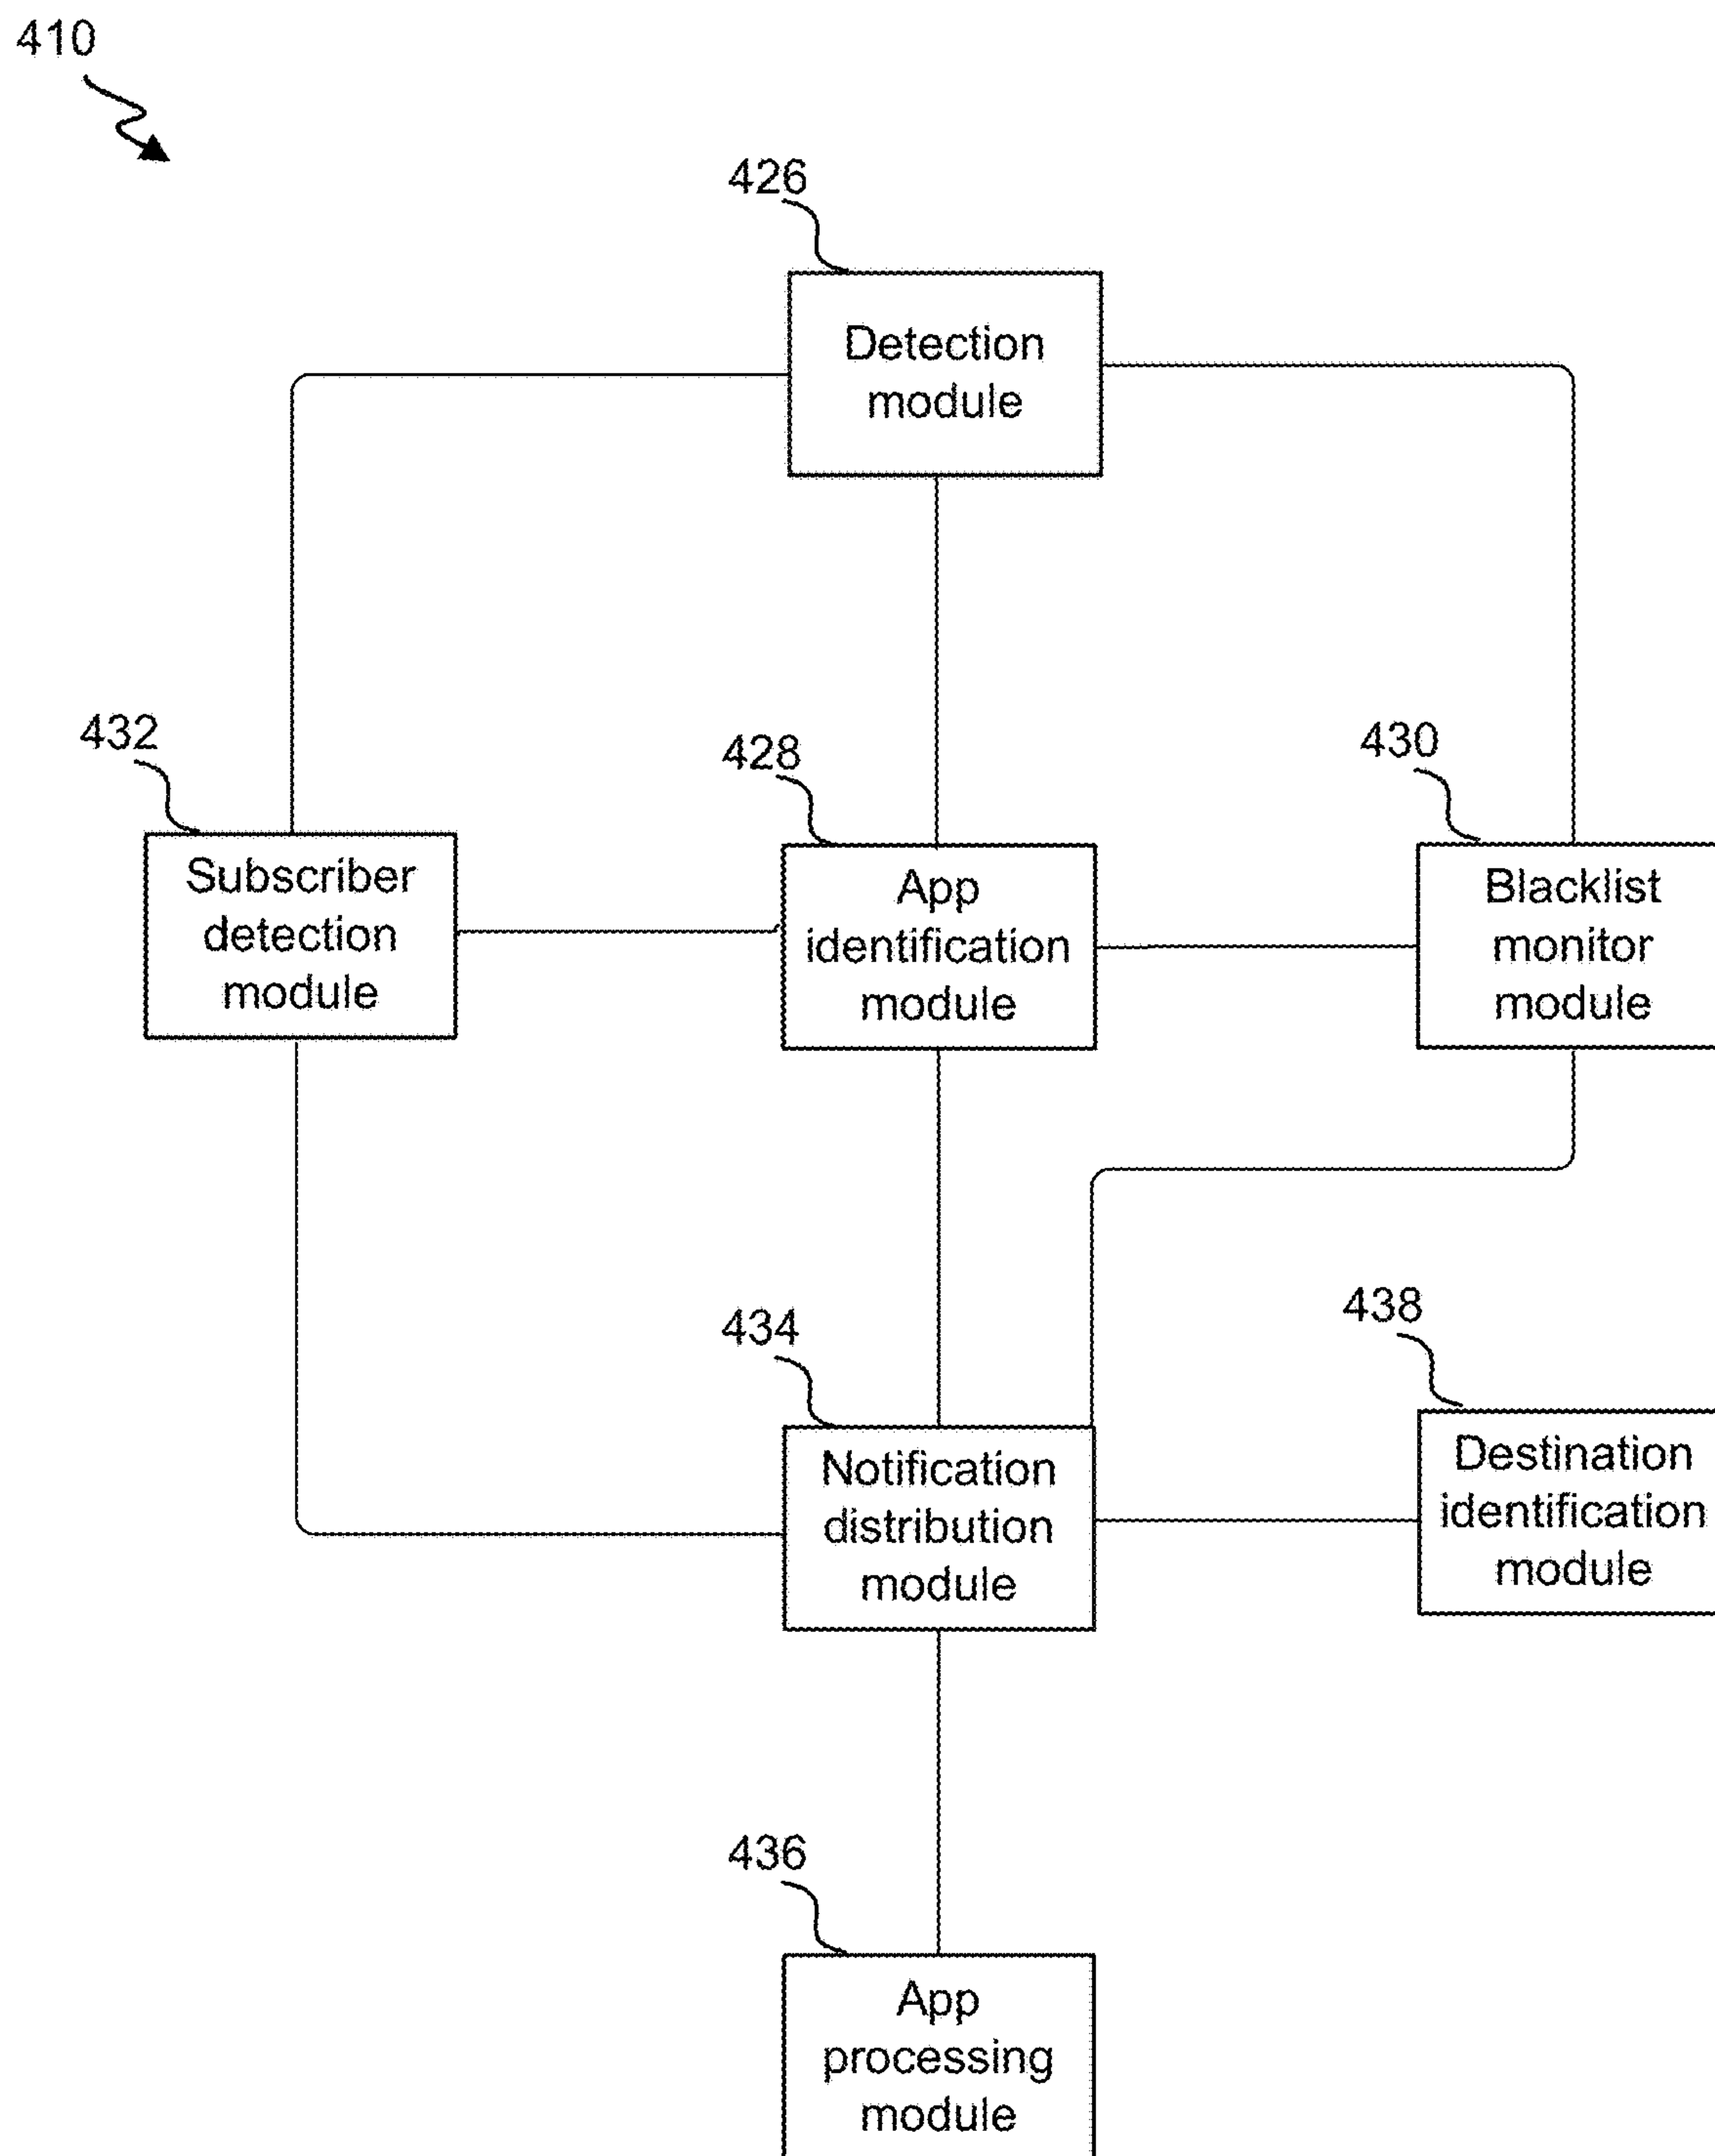 410
426
Detection
module
432
Subscriber
detection
module
428
App
identification
module
430
Blacklist
monitor
module
434
Notification
distribution
module
438
Destination
identification
module
436
App
processing
module